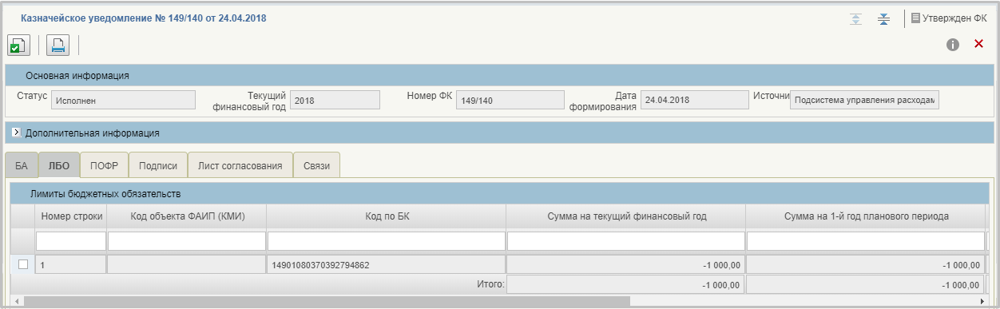 Казначейское уведомление № 149/140 от 24.04.2018
Утвержден ФК
Основная информация
Статус Исполнен Текущий финансовый год 2018 Номер ФК 149/140 Дата формирования 24.04.2018 Источни Подсистема управления расходам
Дополнительная информация
БА ЛБО ПОФР Подписи Лист согласования Связи
Лимиты бюджетных обязательств
Номер строки Код объекта ФАИП (КМИ) Код по БК Сумма на текущий финансовый год Сумма на 1-й год планового периода
1 14901080370392794862 -1 000,00 -1 000,00
Итого: -1 000,00 -1 000,00